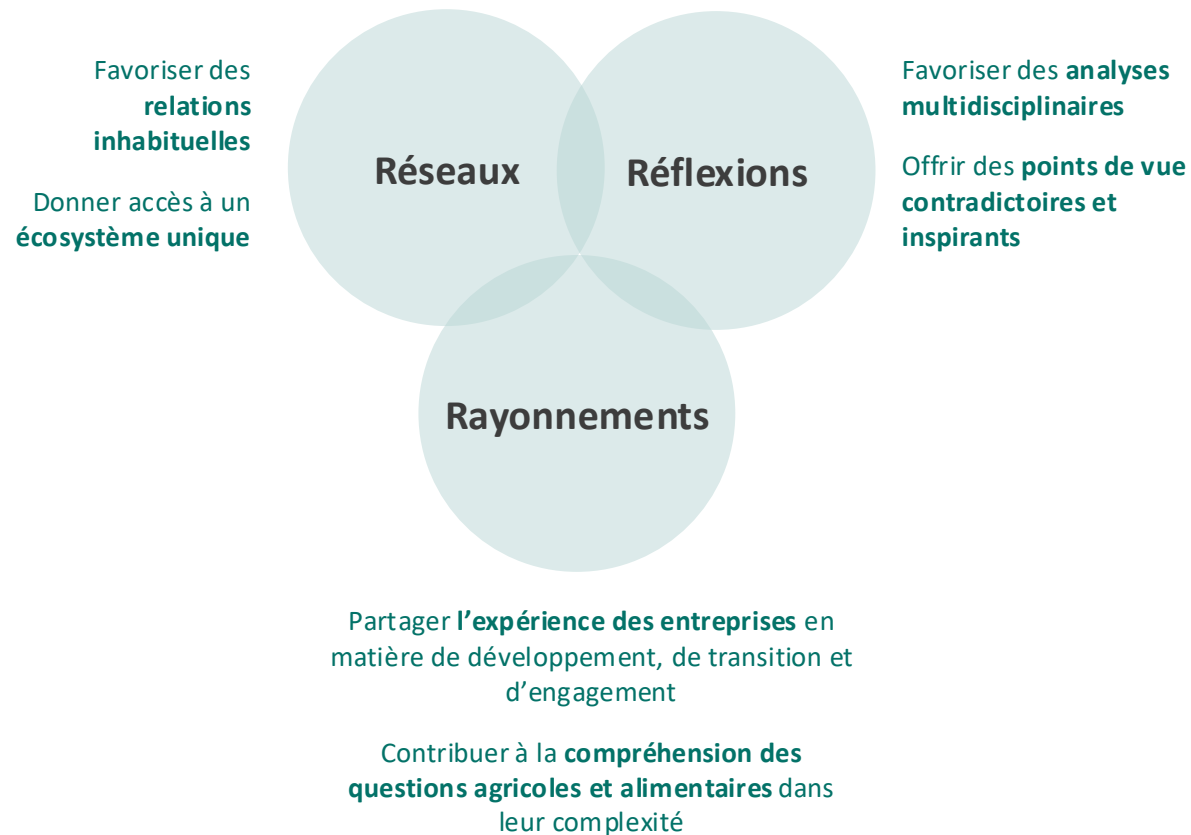 Favoriser des
relations
inhabituelles
Donner accès à un
écosystème unique
Réseaux
Réflexions
Favoriser des analyses
multidisciplinaires
Offrir des points de vue
contradictoires et
inspirants
Rayonnements
Partager l’expérience des entreprises en
matière de développement, de transition et
d’engagement
Contribuer à la compréhension des
questions agricoles et alimentaires dans
leur complexité